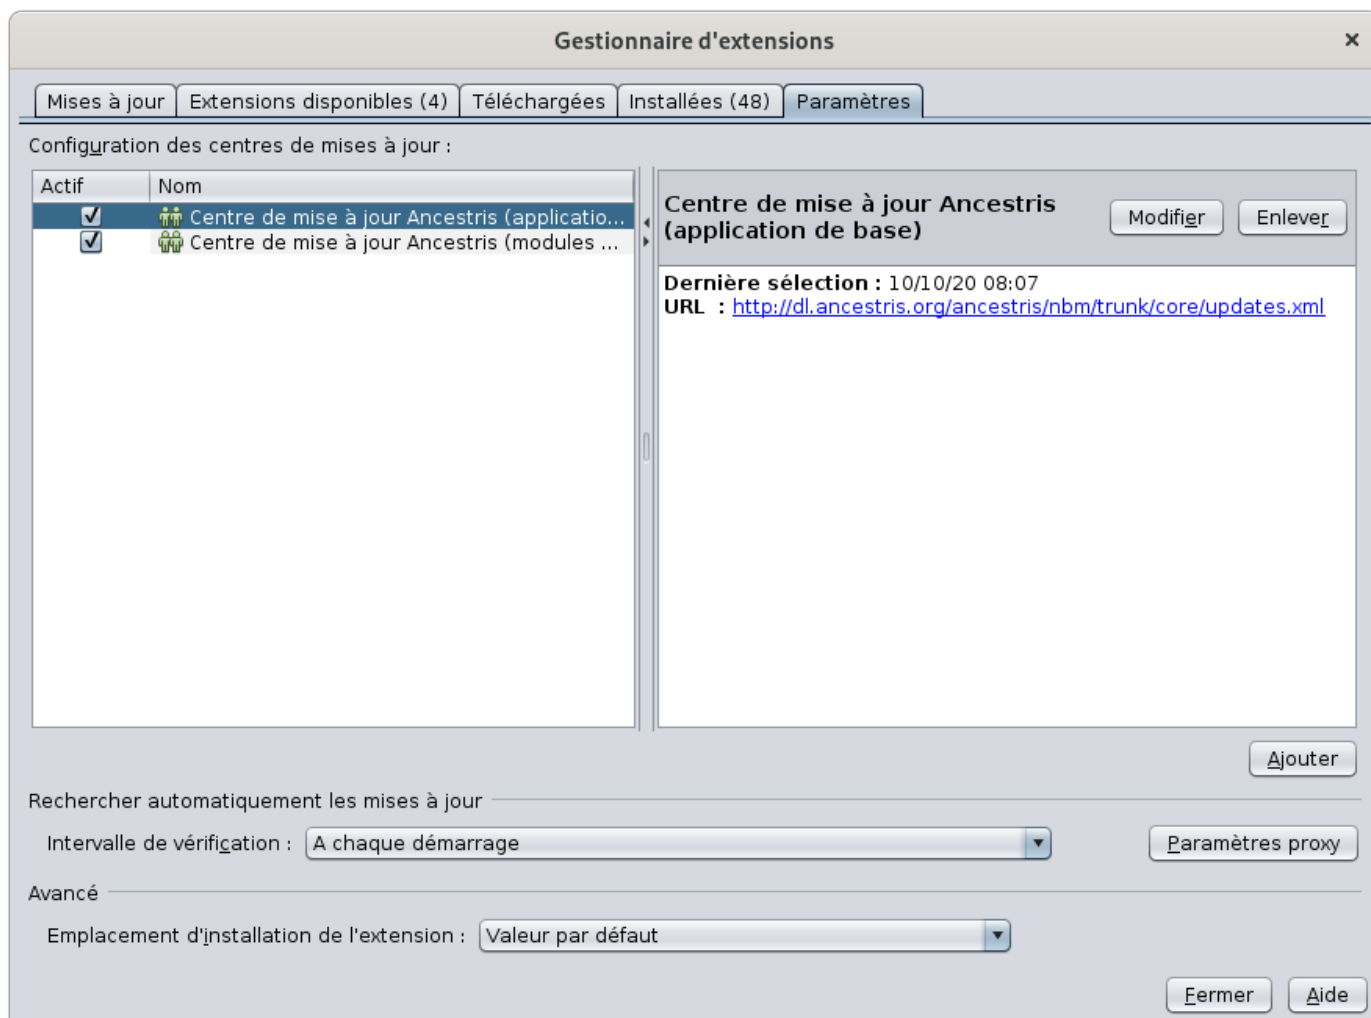 Gestionnaire d'extensions ×
Mises à jour Extensions disponibles (4) Téléchargées Installées (48) Paramètres
Configuration des centres de mises à jour :
Actif Nom
Centre de mise à jour Ancestris (applicatio...
Centre de mise à jour Ancestris (modules ...
Centre de mise à jour Ancestris
(application de base)
Modifier Enlever
Dernière sélection : 10/10/20 08:07
URL : http://dl.ancestris.org/ancestris/nbm/trunk/core/updates.xml
Ajouter
Rechercher automatiquement les mises à jour
Intervalle de vérification : A chaque démarrage Paramètres proxy
Avancé
Emplacement d'installation de l'extension : Valeur par défaut
Fermer Aide